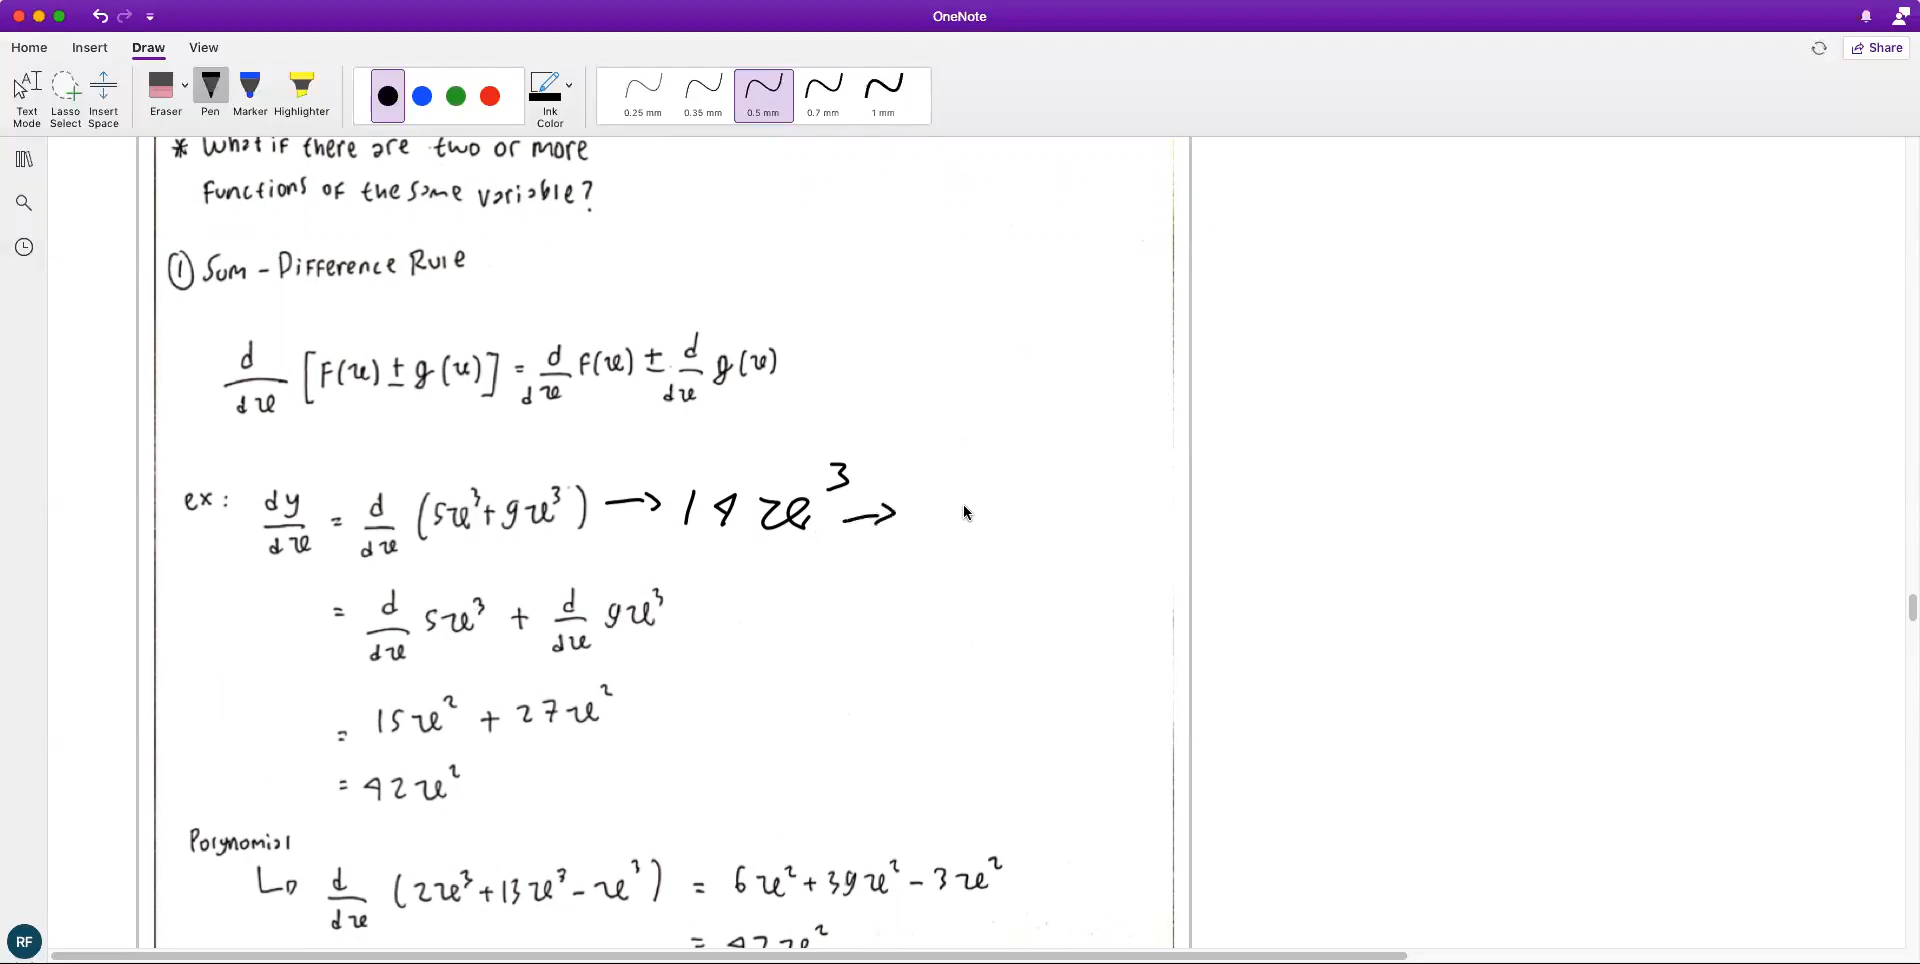 OneNote
Home Insert Draw View
Share
Text Mode
Lasso Select
Insert Space
Eraser
Pen
Marker
Highlighter
Ink Color
0.25 mm
0.35 mm
0.5 mm
0.7 mm
1 mm
* What if there are two or more
functions of the same variable?
① Sum - Difference Rule
d/dx [F(x) ± g(x)] = d/dx F(x) ± d/dx g(x)
ex: dy/dx = d/dx (5x³ + 9x³) → 14x³ →
= d/dx 5x³ + d/dx 9x³
= 15x² + 27x²
= 42x²
Polynomial
d/dx (2x³ + 13x³ - x³) = 6x² + 39x² - 3x²
= 42x²
RF